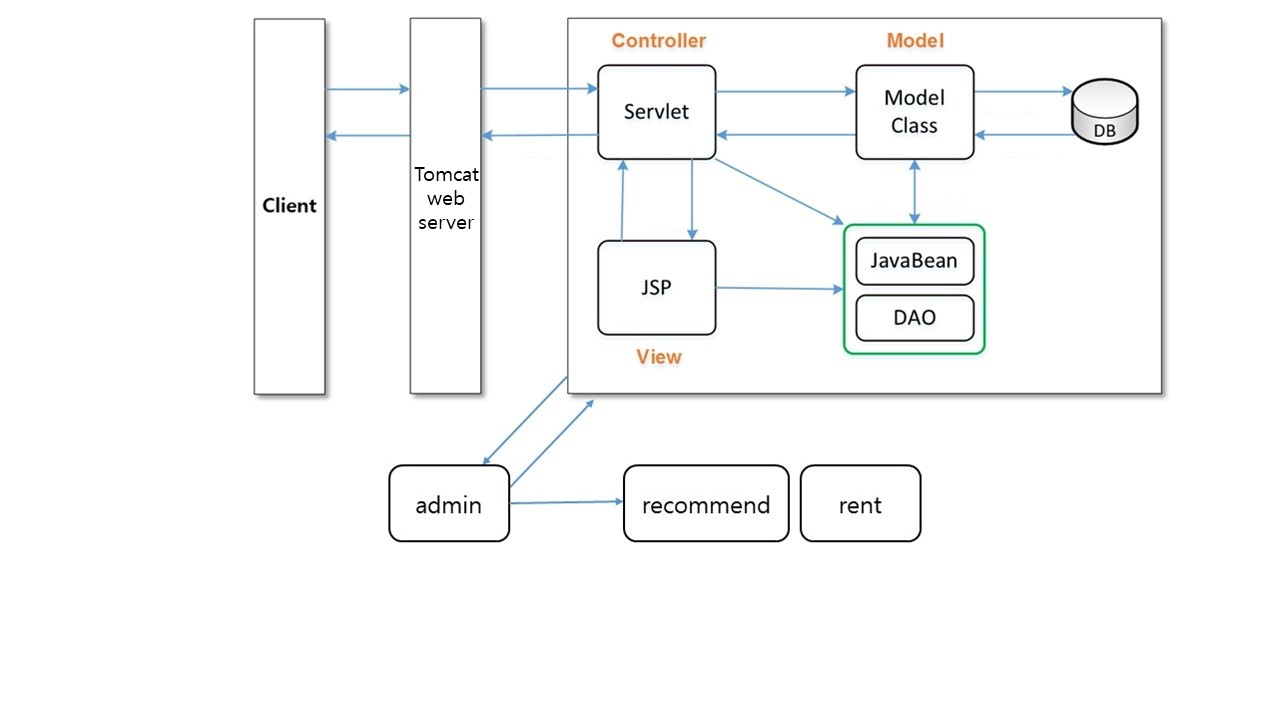 Controller
Model
Servlet
Model
Class
DB
Client
Tomcat
web
server
JSP
JavaBean
DAO
View
admin
recommend
rent